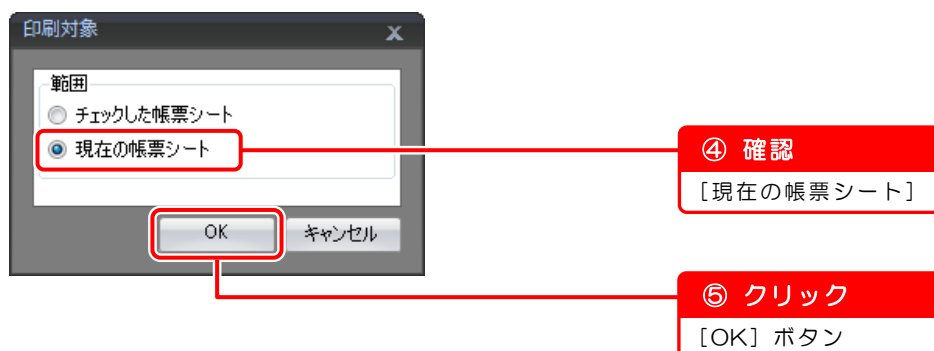 印刷対象
x
範囲
チェックした帳票シート
現在の帳票シート
OK
キャンセル
④ 確認
[現在の帳票シート]
⑤ クリック
[OK] ボタン